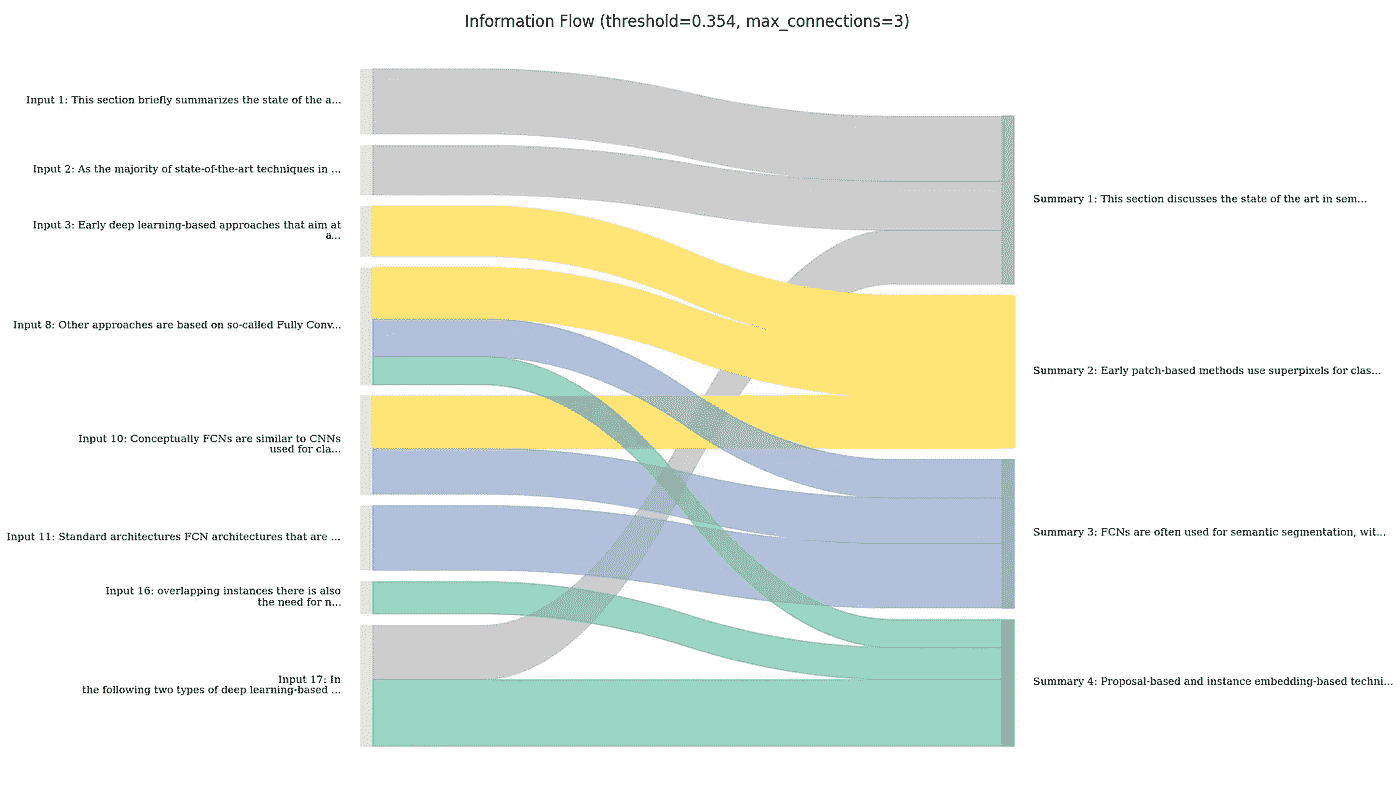 Information Flow (threshold=0.354, max_connections=3)
Input 1: This section briefly summarizes the state of the a...
Input 2: As the majority of state-of-the-art techniques in ...
Input 3: Early deep learning-based approaches that aim at
a...
Input 8: Other approaches are based on so-called Fully Conv...
Input 10: Conceptually FCNs are similar to CNNs
used for cla...
Input 11: Standard architectures FCN architectures that are ...
Input 16: overlapping instances there is also
the need for n...
Input 17: In
the following two types of deep learning-based ...
Summary 1: This section discusses the state of the art in sem...
Summary 2: Early patch-based methods use superpixels for clas...
Summary 3: FCNs are often used for semantic segmentation, wit...
Summary 4: Proposal-based and instance embedding-based techni...